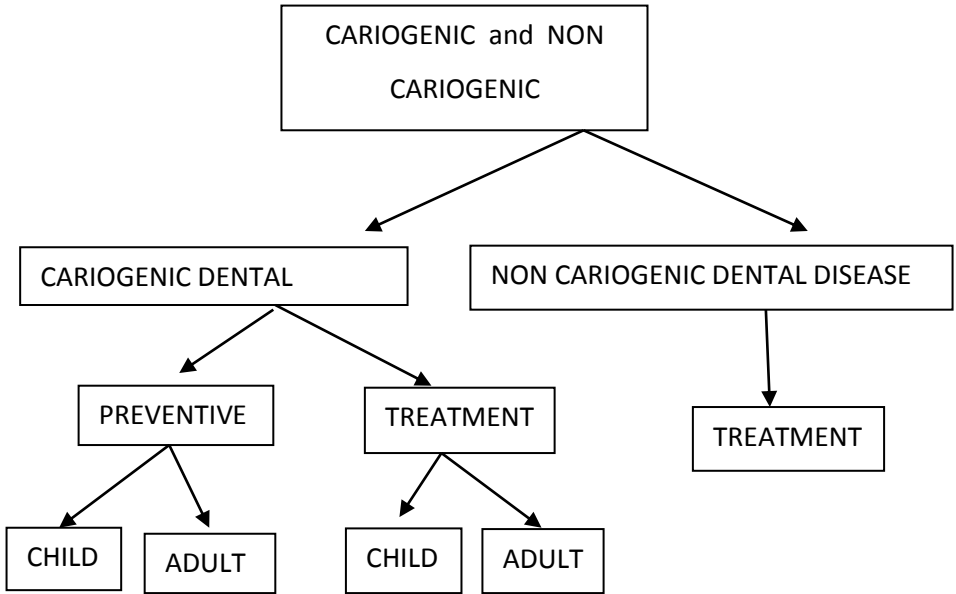 CARIOGENIC and NON
CARIOGENIC
CARIOGENIC DENTAL
NON CARIOGENIC DENTAL DISEASE
PREVENTIVE
TREATMENT
TREATMENT
CHILD
ADULT
CHILD
ADULT